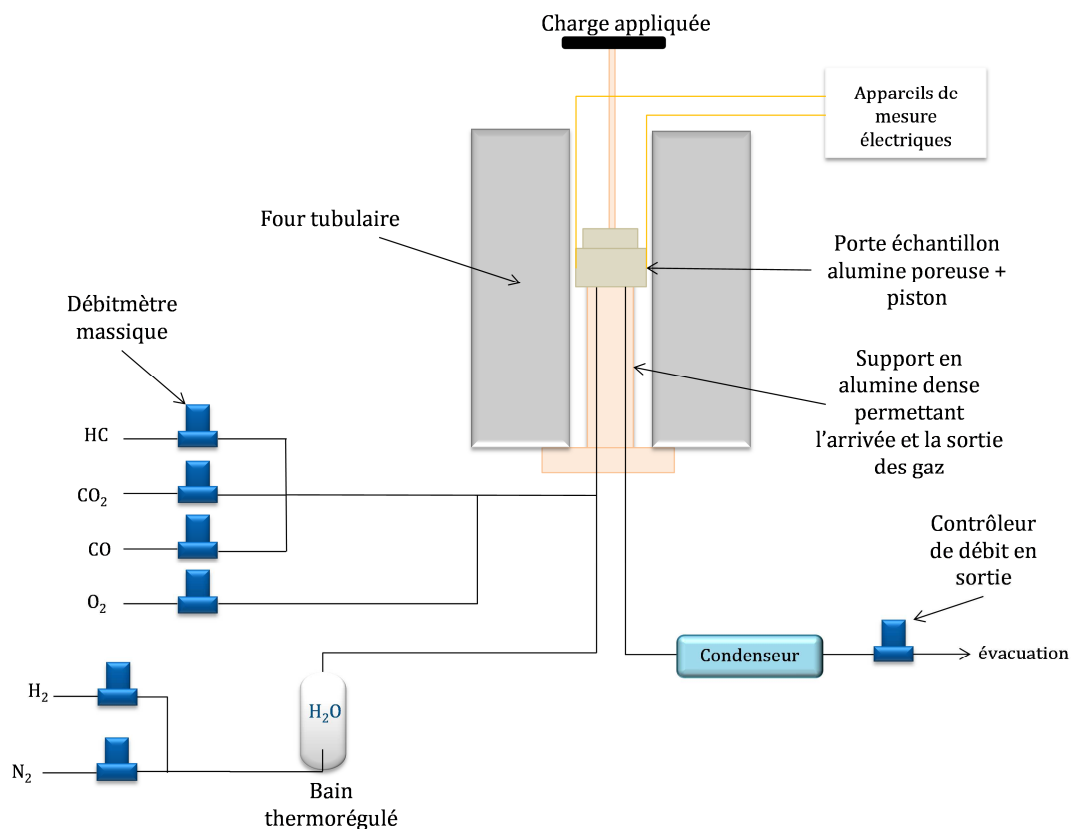 Charge appliquée
Appareils de
mesure
électriques
Four tubulaire
Porte échantillon
alumine poreuse +
piston
Débitmètre
massique
Support en
alumine dense
permettant
l'arrivée et la sortie
des gaz
HC
CO₂
CO
O₂
Contrôleur
de débit en
sortie
Condenseur
évacuation
H₂
H₂O
N₂
Bain
thermorégulé